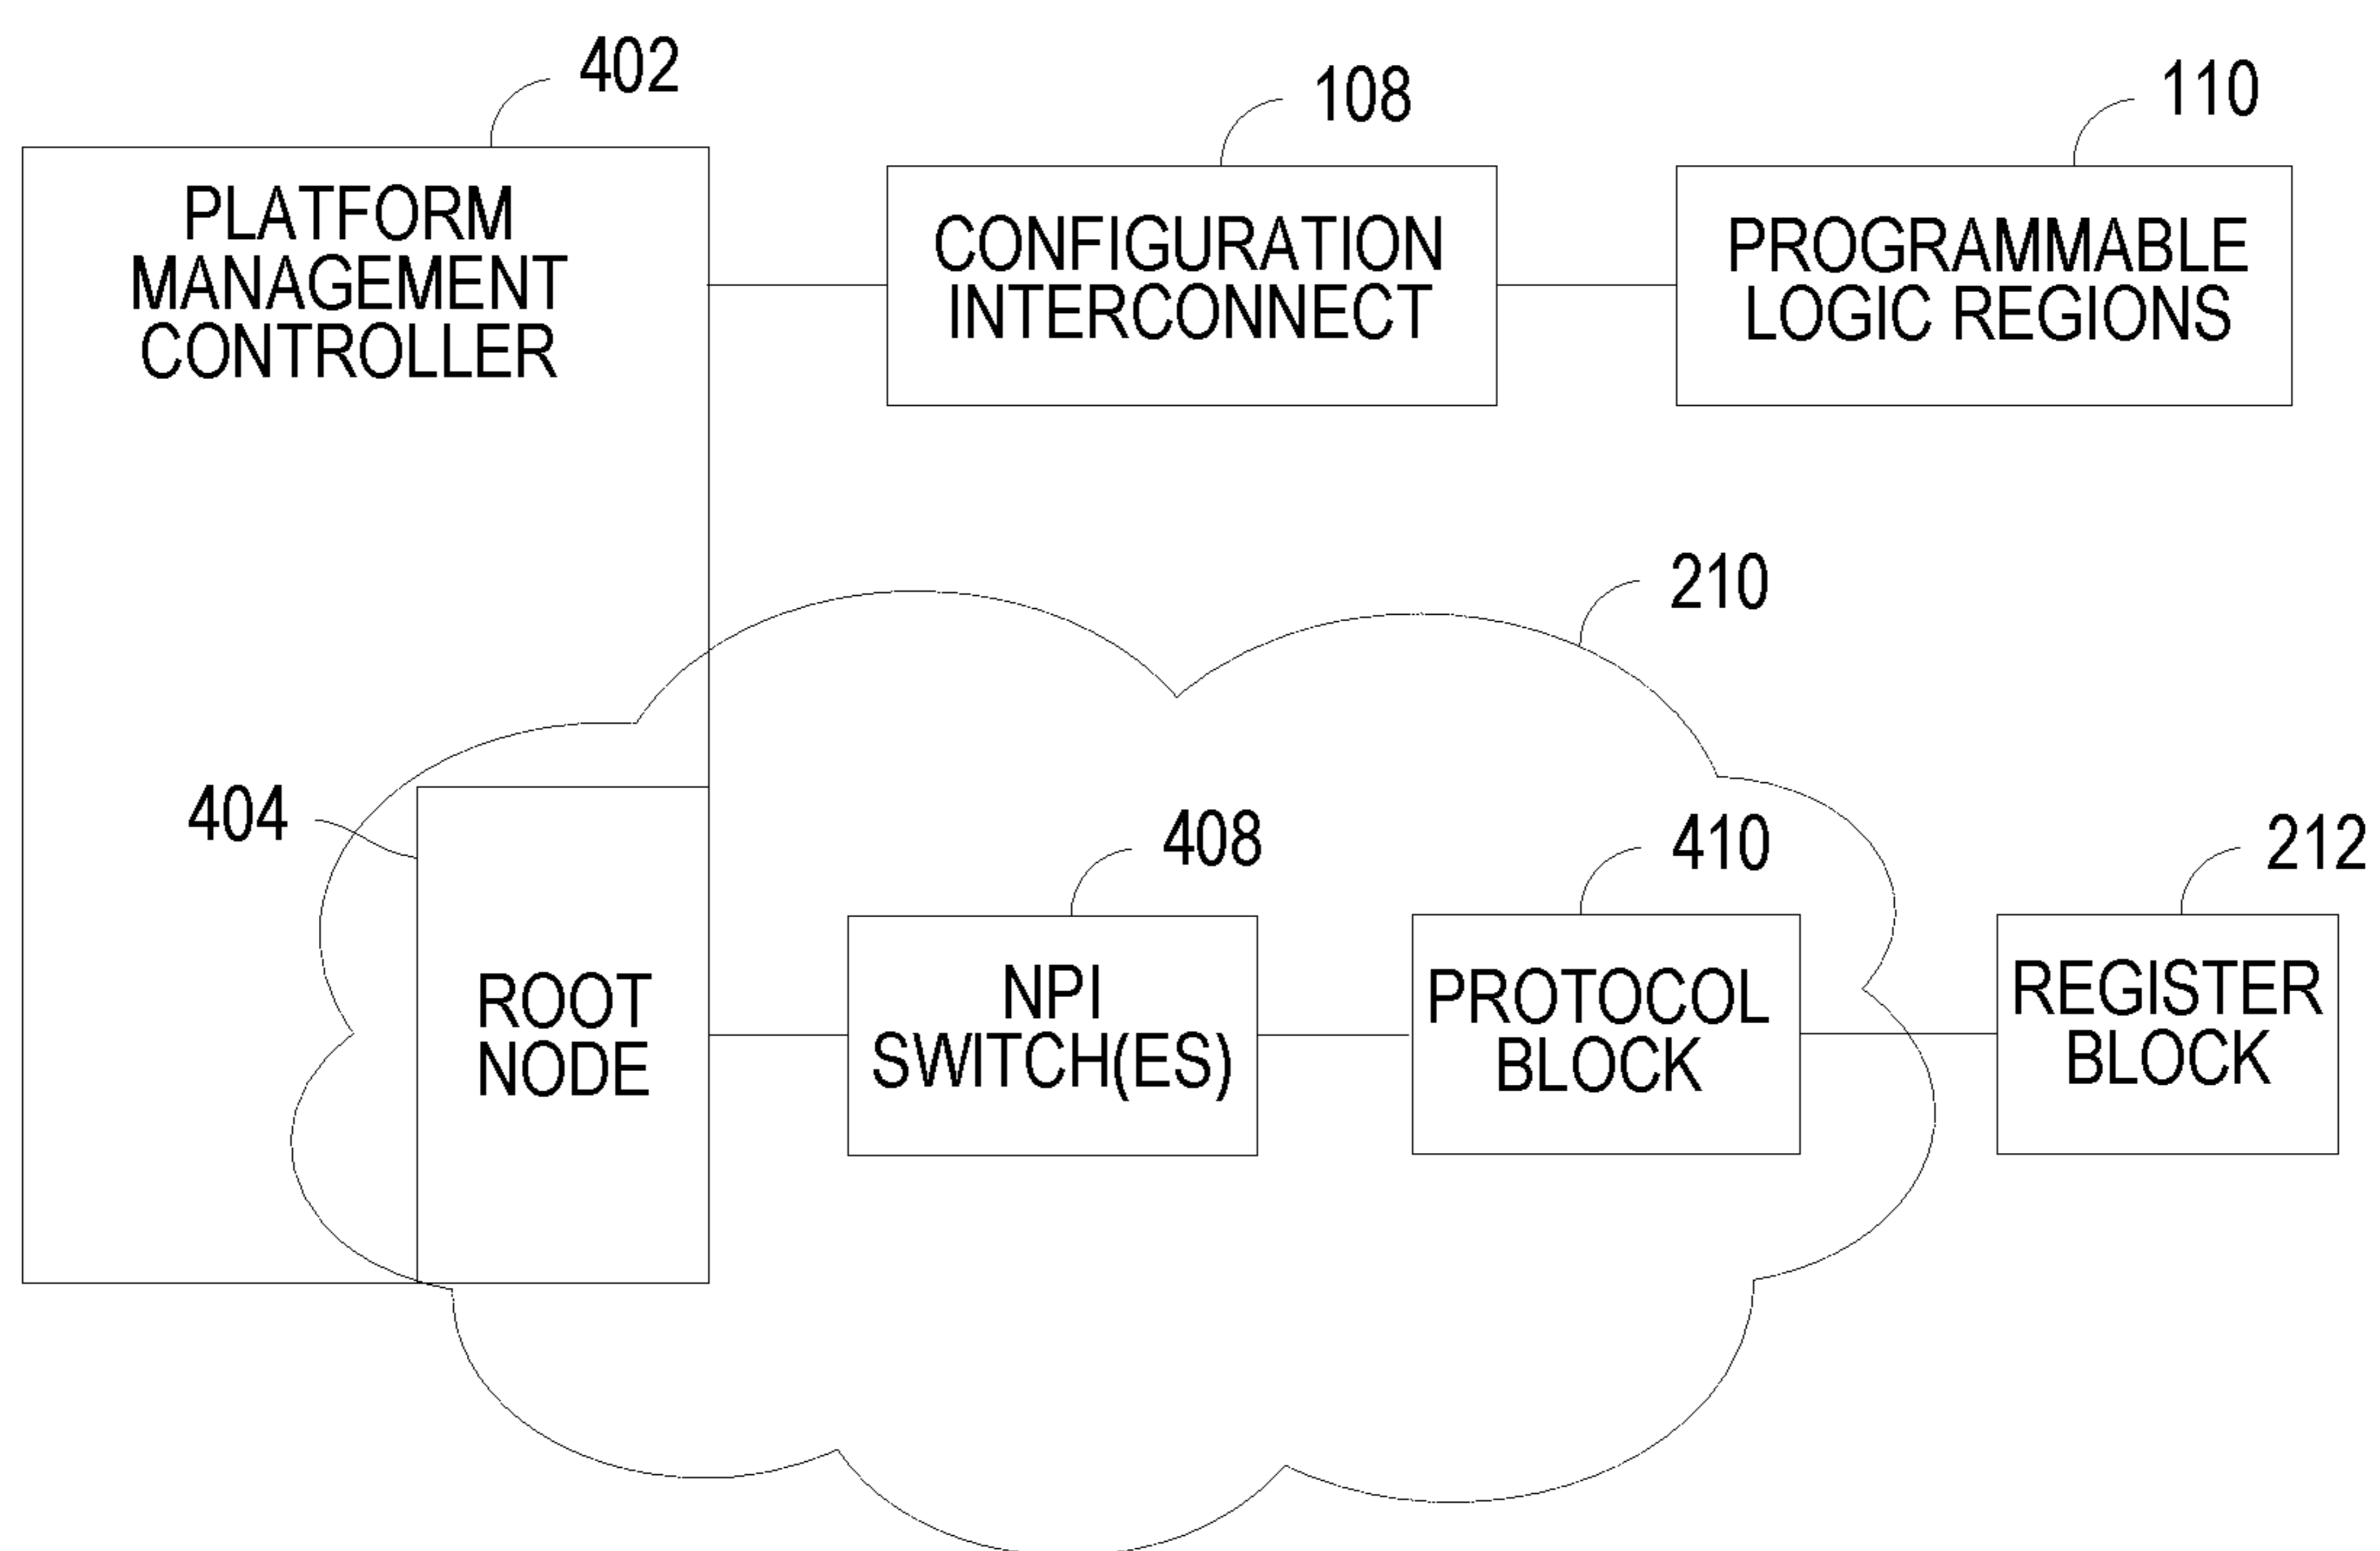 402
108
110
PLATFORM
MANAGEMENT
CONTROLLER
CONFIGURATION
INTERCONNECT
PROGRAMMABLE
LOGIC REGIONS
210
404
408
410
212
ROOT
NODE
NPI
SWITCH(ES)
PROTOCOL
BLOCK
REGISTER
BLOCK